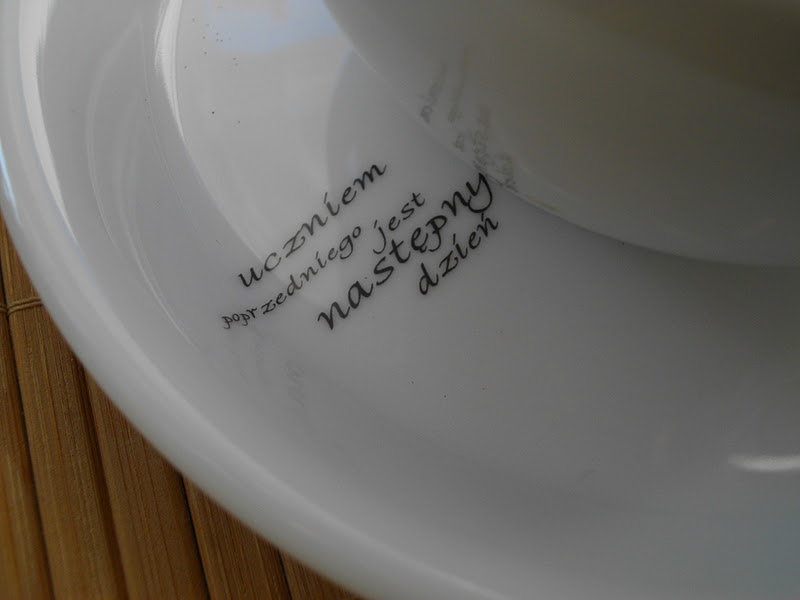 uczniem
poprzedniego jest
następny
dzień